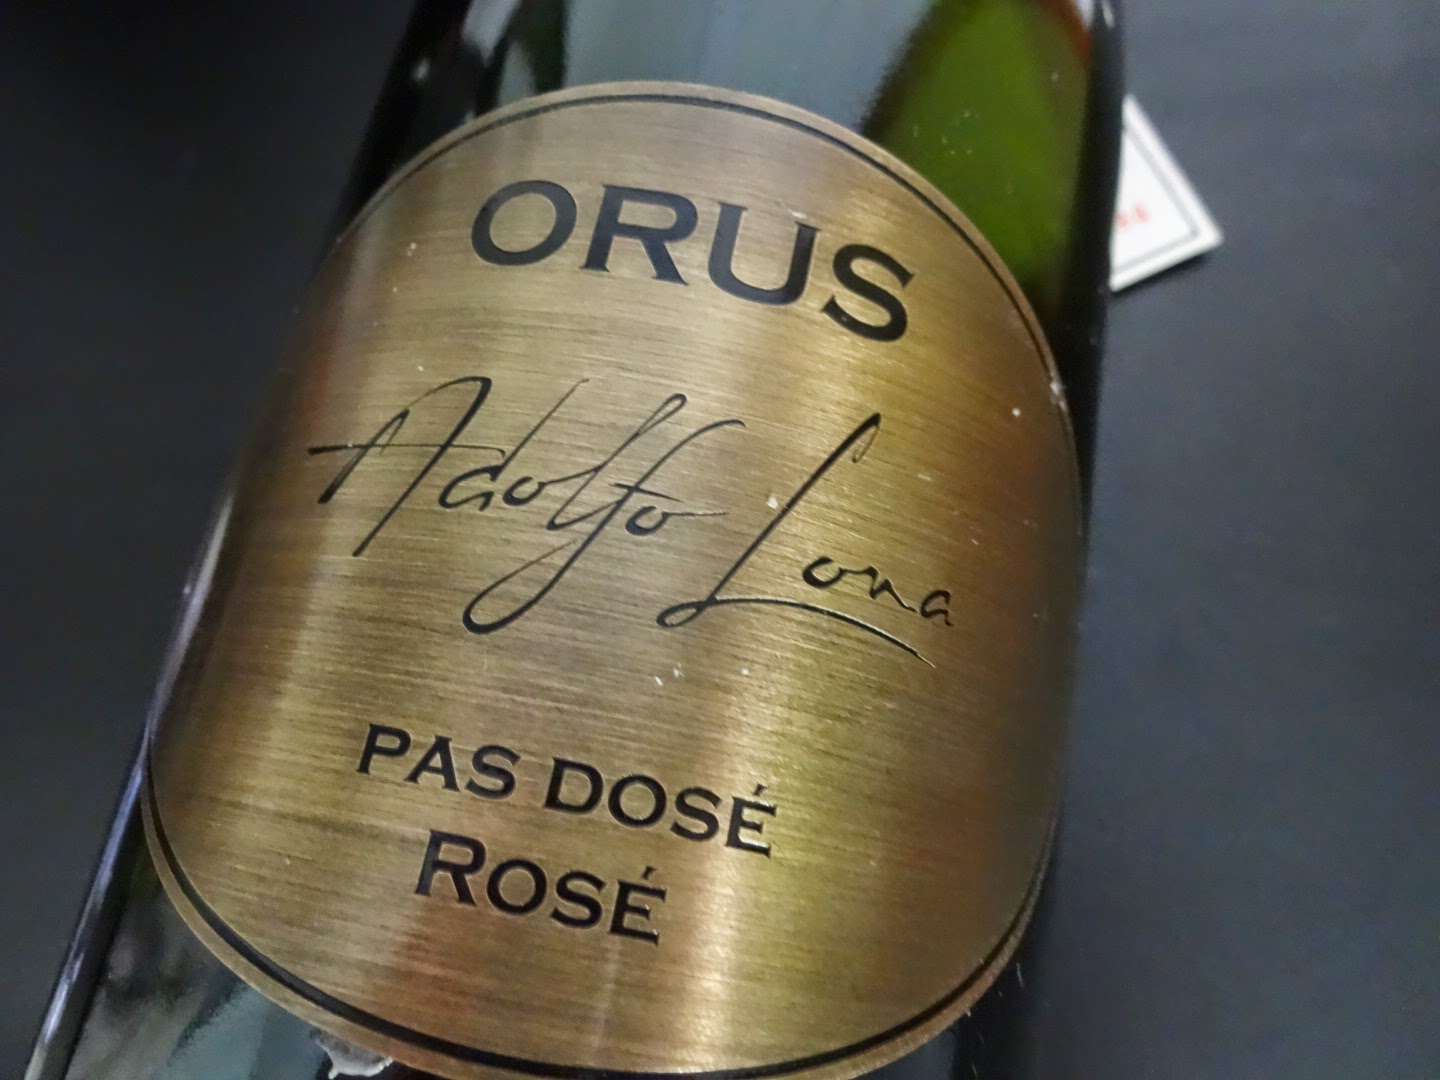 ORUS
Adolfo Lona
PAS DOSÉ
ROSÉ